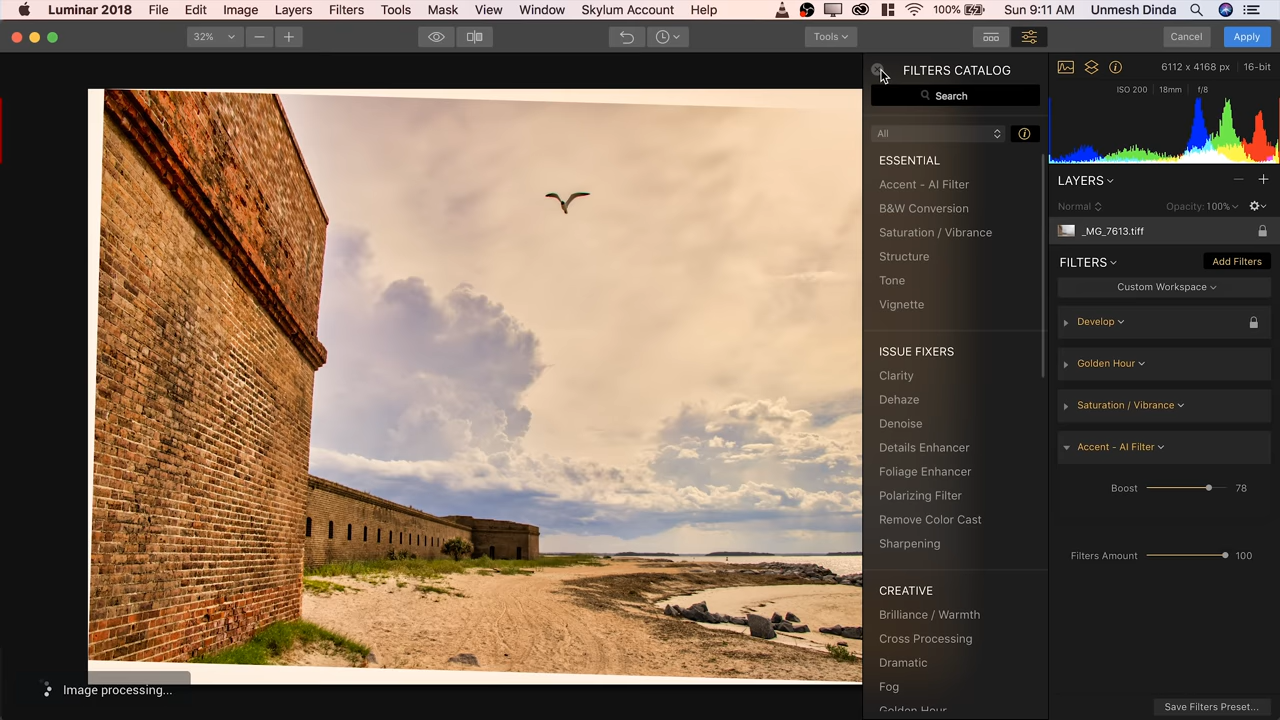 Luminar 2018 File Edit Image Layers Filters Tools Mask View Window Skylum Account Help 100% Sun 9:11 AM Unmesh Dinda
32% Tools Cancel Apply
FILTERS CATALOG
Search
All
ESSENTIAL
Accent - AI Filter
B&W Conversion
Saturation / Vibrance
Structure
Tone
Vignette
ISSUE FIXERS
Clarity
Dehaze
Denoise
Details Enhancer
Foliage Enhancer
Polarizing Filter
Remove Color Cast
Sharpening
CREATIVE
Brilliance / Warmth
Cross Processing
Dramatic
Fog
Golden Hour
6112 x 4168 px 16-bit
ISO 200 18mm f/8
LAYERS
Normal Opacity: 100%
_MG_7613.tiff
FILTERS Add Filters
Custom Workspace
Develop
Golden Hour
Saturation / Vibrance
Accent - AI Filter
Boost 78
Filters Amount 100
Save Filters Preset...
Image processing...